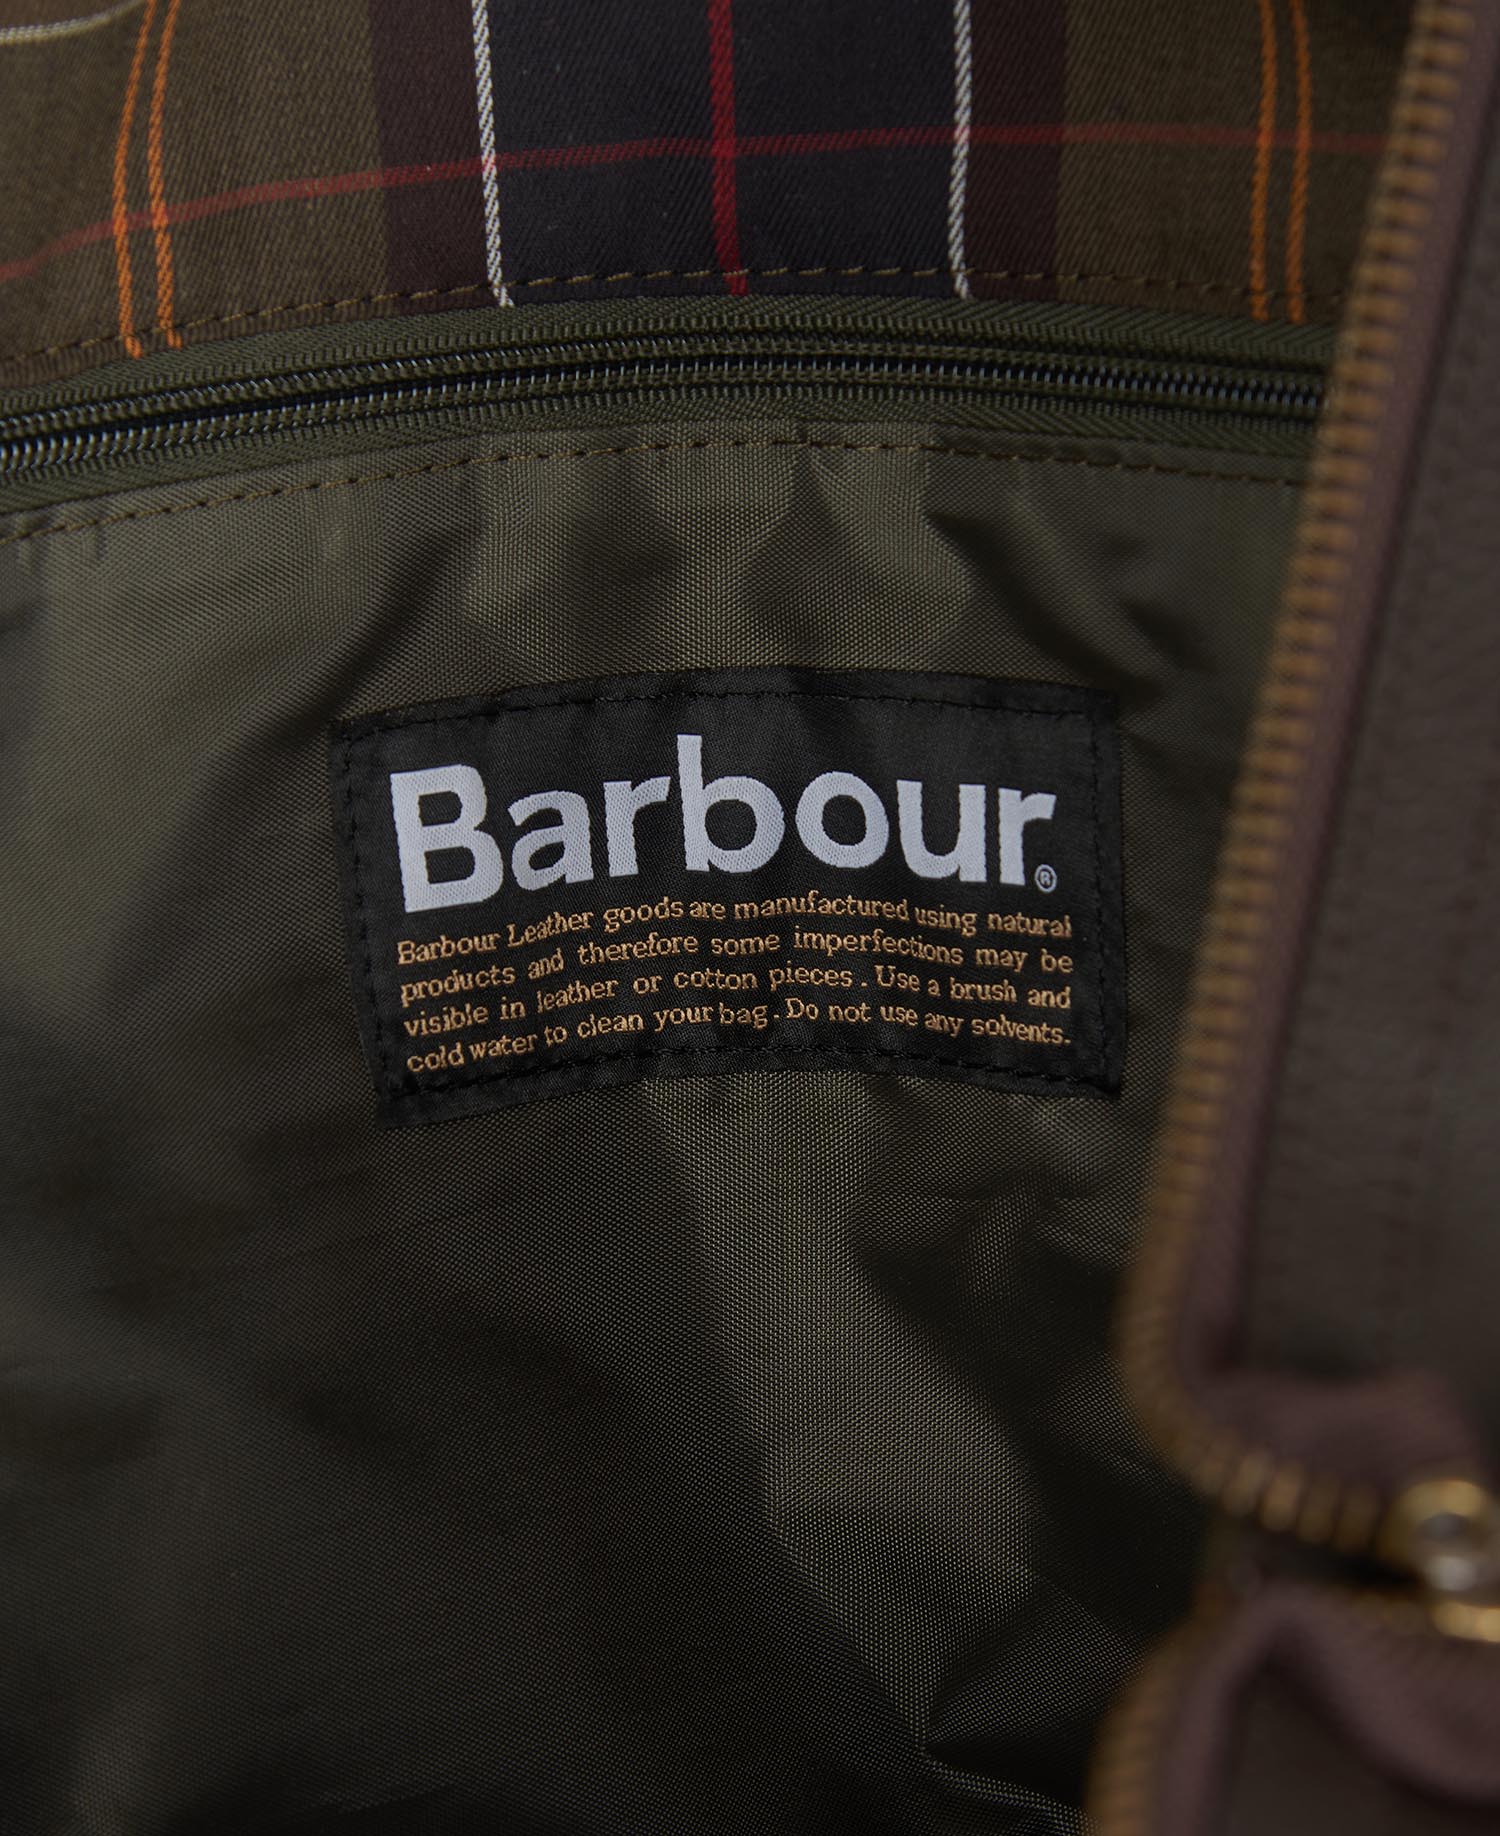 Barbour®
Barbour Leather goods are manufactured using natural
products and therefore some imperfections may be
visible in leather or cotton pieces. Use a brush and
cold water to clean your bag. Do not use any solvents.